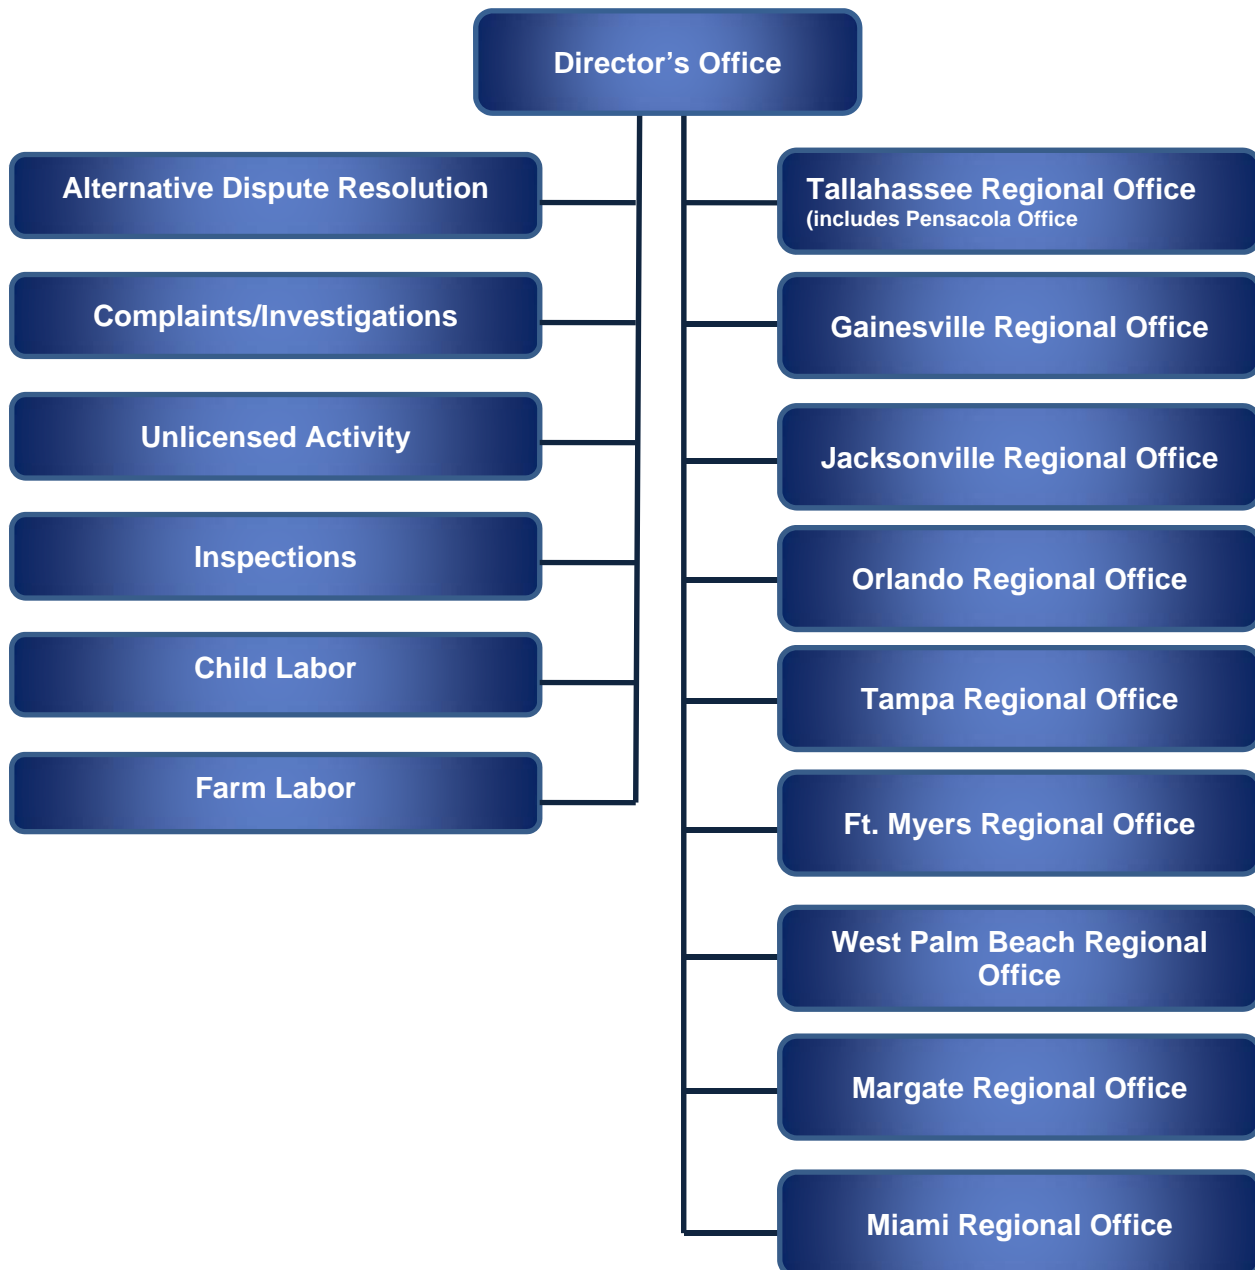 Director’s Office
Alternative Dispute Resolution
Complaints/Investigations
Unlicensed Activity
Inspections
Child Labor
Farm Labor
Tallahassee Regional Office
(includes Pensacola Office
Gainesville Regional Office
Jacksonville Regional Office
Orlando Regional Office
Tampa Regional Office
Ft. Myers Regional Office
West Palm Beach Regional
Office
Margate Regional Office
Miami Regional Office